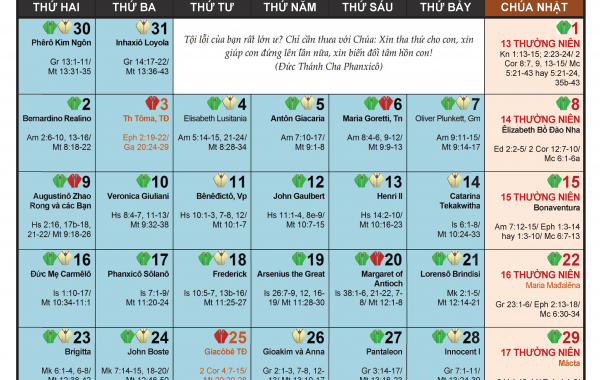 THỨ HAI THỨ BA THỨ TƯ THỨ NĂM THỨ SÁU THỨ BẢY CHÚA NHẬT
30
Phêrô Kim Ngôn
Gr 13:1-11/
Mt 13:31-35
31
Inhaxiô Loyola
Gr 14:17-22/
Mt 13:36-43
Tội lỗi của bạn rất lớn ư? Chỉ cần thưa với Chúa: Xin tha thứ cho con, xin
giúp con đứng lên lần nữa, xin biến đổi tâm hồn con!
(Đức Thánh Cha Phanxicô)
1
13 THƯỜNG NIÊN
Kn 1:13-15; 2:23-24/ 2
Cor 8:7, 9, 13-15/ Mc
5:21-43 hay 5:21-24,
35b-43
2
Bernardino Realino
Am 2:6-10, 13-16/
Mt 8:18-22
3
Th Tôma, TĐ
Eph 2:19-22/
Ga 20:24-29
4
Elisabeth Lusitania
Am 5:14-15, 21-24/
Mt 8:28-34
5
Antôn Giacaria
Am 7:10-17/
Mt 9:1-8
6
Maria Goretti, Tn
Am 8:4-6, 9-12/
Mt 9:9-13
7
Oliver Plunkett, Gm
Am 9:11-15/
Mt 9:14-17
8
14 THƯỜNG NIÊN
Êlizabeth Bồ Đào Nha
Ed 2:2-5/ 2 Cor 12:7-10/
Mc 6:1-6a
9
Augustinô Zhao
Rong và các Bạn
Hs 2:16, 17b-18,
21-22/ Mt 9:18-26
10
Veronica Giuliani
Hs 8:4-7, 11-13/
Mt 9:32-38
11
Bênêđictô, Vp
Hs 10:1-3, 7-8, 12/
Mt 10:1-7
12
John Gaulbert
Hs 11:1-4, 8e-9/
Mt 10:7-15
13
Henri II
Hs 14:2-10/
Mt 10:16-23
14
Catarina
Tekakwitha
Is 6:1-8/
Mt 10:24-33
15
15 THƯỜNG NIÊN
Bonaventura
Am 7:12-15/ Eph 1:3-14
hay 1:3-10/ Mc 6:7-13
16
Đức Mẹ Carmêlô
Is 1:10-17/
Mt 10:34-11:1
17
Phanxicô Sôlanô
Is 7:1-9/
Mt 11:20-24
18
Frederick
Is 10:5-7, 13b-16/
Mt 11:25-27
19
Arsenius the Great
Is 26:7-9, 12, 16-
19/ Mt 11:28-30
20
Margaret of
Antioch
Is 38:1-6, 21-22, 7-
8/ Mt 12:1-8
21
Lorensô Brindisi
Mk 2:1-5/
Mt 12:14-21
22
16 THƯỜNG NIÊN
Maria Mađalêna
Gr 23:1-6/ Eph 2:13-18/
Mc 6:30-34
23
Brigitta
Mk 6:1-4, 6-8/
Mt 12:38-42
24
John Boste
Mk 7:14-15, 18-20/
Mt 12:46-50
25
Giacôbê TĐ
2 Cor 4:7-15/
Mt 20:20-28
26
Gioakim và Anna
Gr 2:1-3, 7-8, 12-
27
Pantaleon
Gr 3:14-17/
28
Innocent I
Gr 7:1-11/
29
17 THƯỜNG NIÊN
Mácta